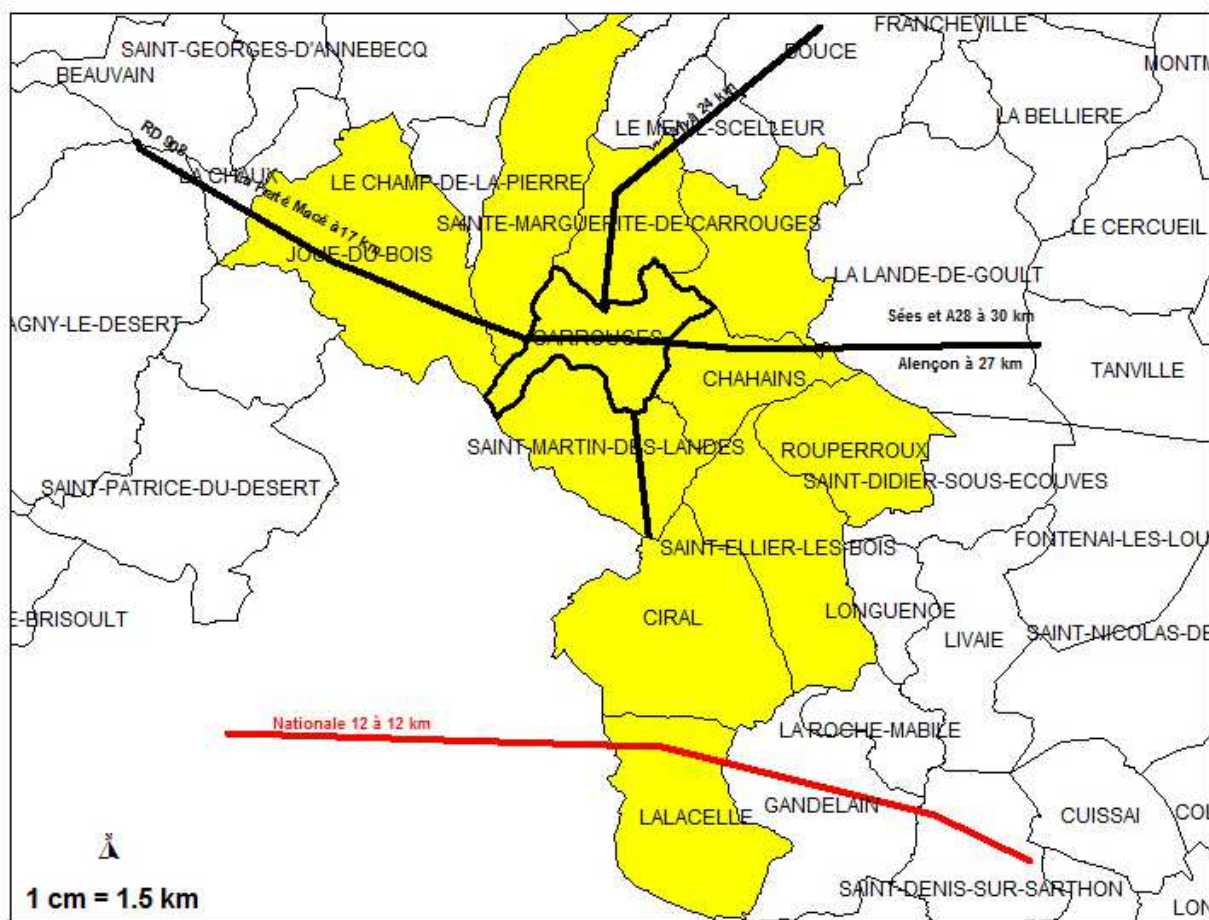 FRANCHEVILLE
SAINT-GEORGES-D'ANNEBECQ
BOUCE
BEAUVAIN
MONTM
à 24 km
LA BELLIERE
LE MENIL-SCELLEUR
RD 908
LA CHAUX
La Ferté Macé à 17 km
LE CHAMP-DE-LA-PIERRE
SAINTE-MARGUERITE-DE-CARROUGES
LE CERCUEIL
JOUE-DU-BOIS
LA LANDE-DE-GOULT
AGNY-LE-DESERT
Sées et A28 à 30 km
CARROUGES
Alençon à 27 km
CHAHAINS
TANVILLE
SAINT-MARTIN-DES-LANDES
ROUPERROUX
SAINT-DIDIER-SOUS-ECOUVES
SAINT-PATRICE-DU-DESERT
FONTENAI-LES-LOU
SAINT-ELLIER-LES-BOIS
E-BRISOULT
CIRAL
LONGUENOE
LIVAIE
SAINT-NICOLAS-DE
Nationale 12 à 12 km
LA ROCHE-MABILE
LALACELLE
GANDELAIN
CUISSAI
COL
N
1 cm = 1.5 km
SAINT-DENIS-SUR-SARTHON
LON